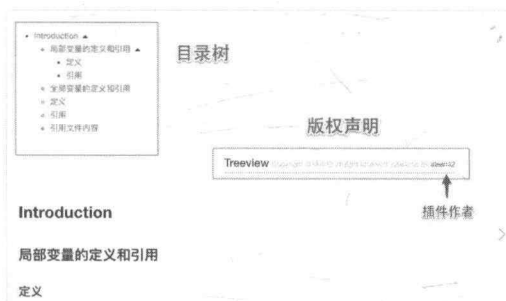 Introduction
局部变量的定义和引用
定义
引用
全局变量的定义和引用
定义
引用
引用文件内容
目录树
版权声明
Treeview
插件作者
Introduction
局部变量的定义和引用
定义